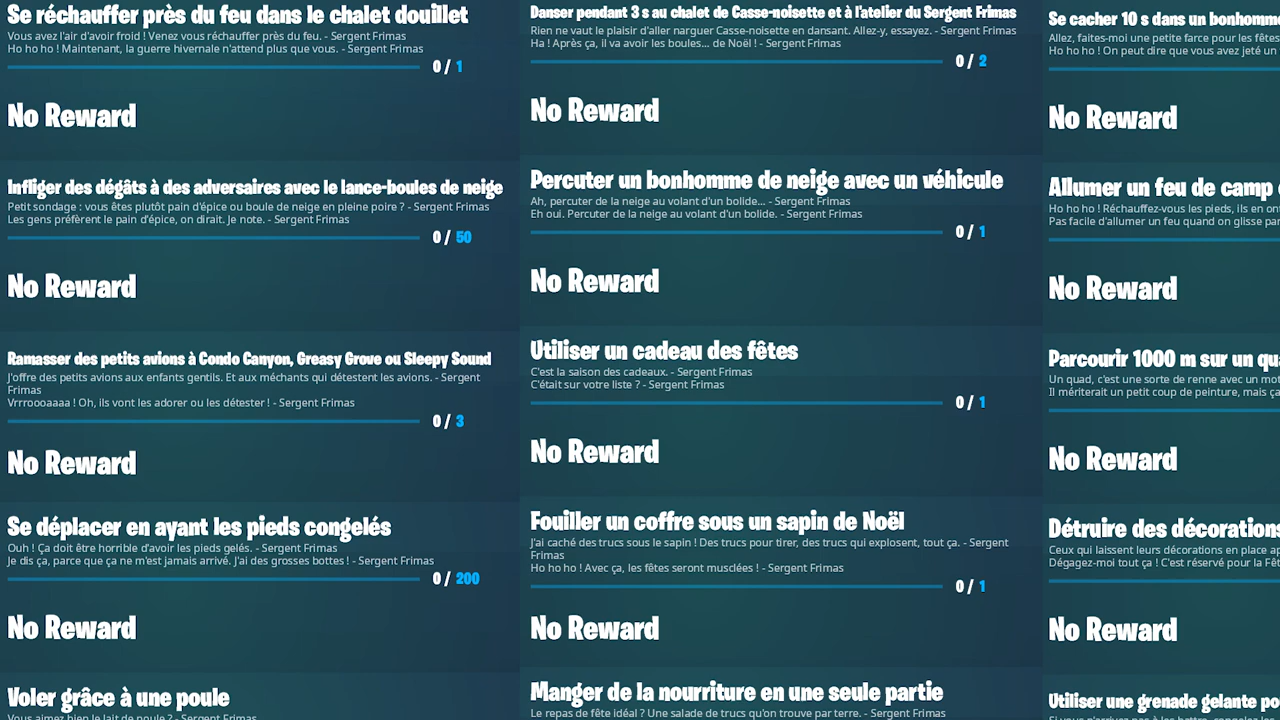 Se réchauffer près du feu dans le chalet douillet
Vous avez l'air d'avoir froid ! Venez vous réchauffer près du feu. - Sergent Frimas
Ho ho ho ! Maintenant, la guerre hivernale n'attend plus que vous. - Sergent Frimas
0 / 1
No Reward
Infliger des dégâts à des adversaires avec le lance-boules de neige
Petit sondage : vous êtes plutôt pain d'épice ou boule de neige en pleine poire ? - Sergent Frimas
Les gens préfèrent le pain d'épice, on dirait. Je note. - Sergent Frimas
0 / 50
No Reward
Ramasser des petits avions à Condo Canyon, Greasy Grove ou Sleepy Sound
J'offre des petits avions aux enfants gentils. Et aux méchants qui détestent les avions. - Sergent
Frimas
Vrrroooaaaa ! Oh, ils vont les adorer ou les détester ! - Sergent Frimas
0 / 3
No Reward
Se déplacer en ayant les pieds congelés
Ouh ! Ça doit être horrible d'avoir les pieds gelés. - Sergent Frimas
Je dis ça, parce que ça ne m'est jamais arrivé. J'ai des grosses bottes ! - Sergent Frimas
0 / 200
No Reward
Voler grâce à une poule
Vous aimez bien le lait de poule ? - Sergent Frimas
Danser pendant 3 s au chalet de Casse-noisette et à l'atelier du Sergent Frimas
Rien ne vaut le plaisir d'aller narguer Casse-noisette en dansant. Allez-y, essayez. - Sergent Frimas
Ha ! Après ça, il va avoir les boules... de Noël ! - Sergent Frimas
0 / 2
No Reward
Percuter un bonhomme de neige avec un véhicule
Ah, percuter de la neige au volant d'un bolide... - Sergent Frimas
Eh oui. Percuter de la neige au volant d'un bolide. - Sergent Frimas
0 / 1
No Reward
Utiliser un cadeau des fêtes
C'est la saison des cadeaux. - Sergent Frimas
C'était sur votre liste ? - Sergent Frimas
0 / 1
No Reward
Fouiller un coffre sous un sapin de Noël
J'ai caché des trucs sous le sapin ! Des trucs pour tirer, des trucs qui explosent, tout ça. - Sergent
Frimas
Ho ho ho ! Avec ça, les fêtes seront musclées ! - Sergent Frimas
0 / 1
No Reward
Manger de la nourriture en une seule partie
Le repas de fête idéal ? Une salade de trucs qu'on trouve par terre. - Sergent Frimas
Se cacher 10 s dans un bonhomme
Allez, faites-moi une petite farce pour les fêtes
Ho ho ho ! On peut dire que vous avez jeté un
No Reward
Allumer un feu de camp
Ho ho ho ! Réchauffez-vous les pieds, ils en ont
Pas facile d'allumer un feu quand on glisse par
No Reward
Parcourir 1000 m sur un qua
Un quad, c'est une sorte de renne avec un mot
Il mériterait un petit coup de peinture, mais ça
No Reward
Détruire des décorations
Ceux qui laissent leurs décorations en place ap
Dégagez-moi tout ça ! C'est réservé pour la Fêt
No Reward
Utiliser une grenade gelante po